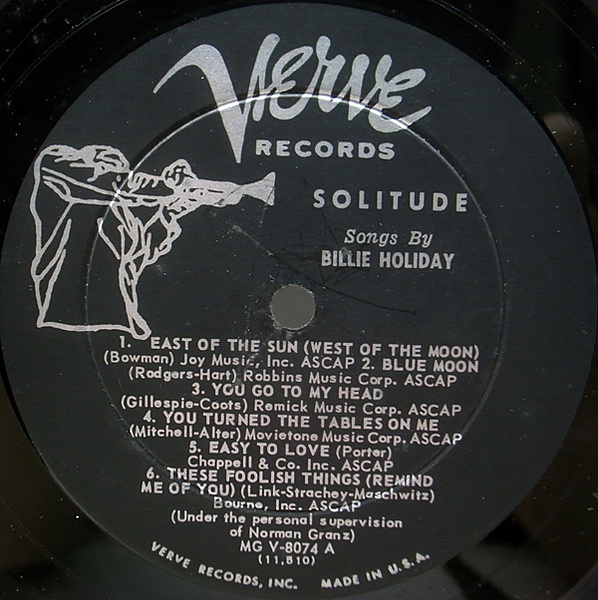 Verve
RECORDS
SOLITUDE
Songs By
BILLIE HOLIDAY
1. EAST OF THE SUN (WEST OF THE MOON)
(Bowman) Joy Music, Inc. ASCAP 2. BLUE MOON
(Rodgers-Hart) Robbins Music Corp. ASCAP
3. YOU GO TO MY HEAD
(Gillespie-Coots) Remick Music Corp. ASCAP
4. YOU TURNED THE TABLES ON ME
(Mitchell-Alter) Movietone Music Corp. ASCAP
5. EASY TO LOVE (Porter)
Chappell & Co. Inc. ASCAP
6. THESE FOOLISH THINGS (REMIND
ME OF YOU) (Link-Strachey-Maschwitz)
Bourne, Inc. ASCAP
(Under the personal supervision
of Norman Granz)
MG V-8074 A
(11,510)
VERVE RECORDS, INC. MADE IN U.S.A.